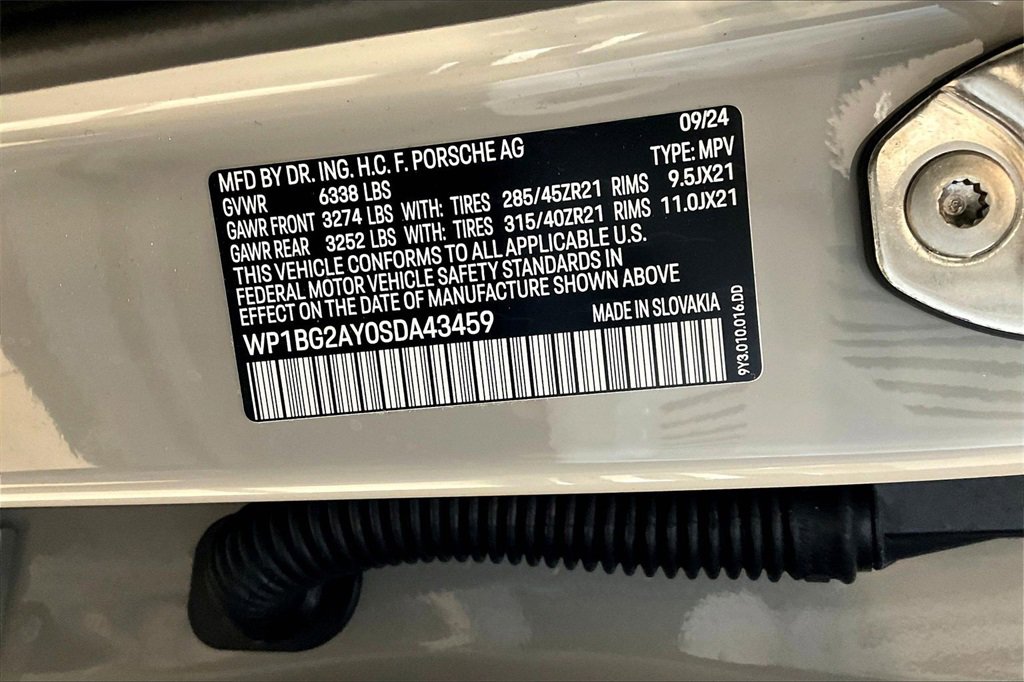 09/24
MFD BY DR. ING. H.C. F. PORSCHE AG
TYPE: MPV
GVWR 6338 LBS
GAWR FRONT 3274 LBS WITH: TIRES 285/45ZR21 RIMS 9.5JX21
GAWR REAR 3252 LBS WITH: TIRES 315/40ZR21 RIMS 11.0JX21
THIS VEHICLE CONFORMS TO ALL APPLICABLE U.S.
FEDERAL MOTOR VEHICLE SAFETY STANDARDS IN
EFFECT ON THE DATE OF MANUFACTURE SHOWN ABOVE
MADE IN SLOVAKIA
WP1BG2AY0SDA43459
9Y3.010.016.DD